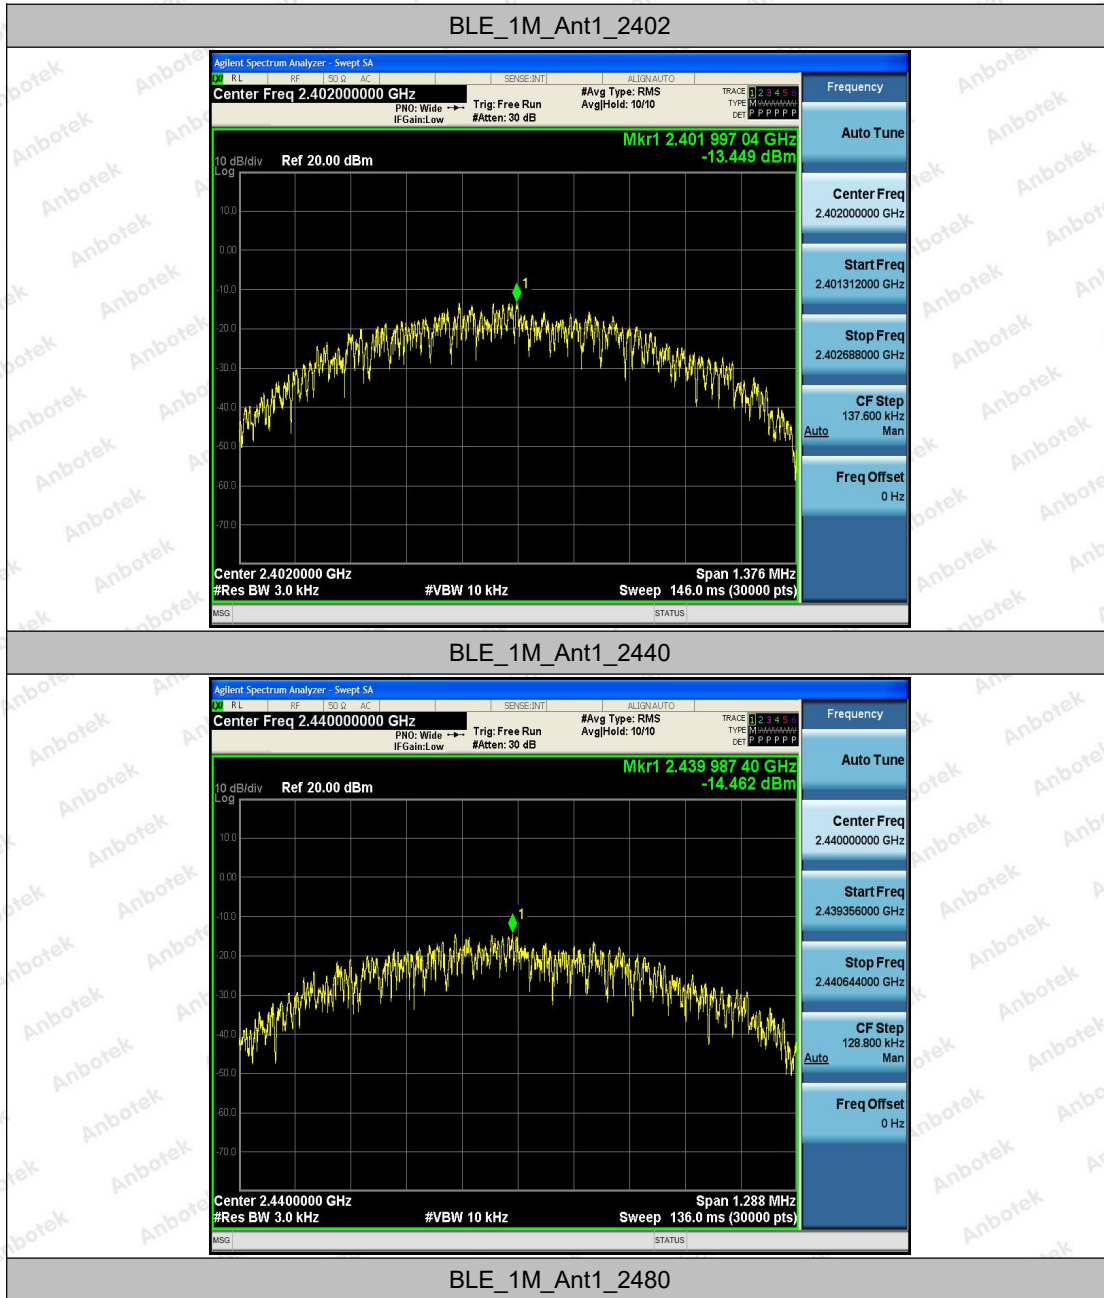 BLE_1M_Ant1_2402
Agilent Spectrum Analyzer - Swept SA
RL RF 50 Ω AC SENSE:INT ALIGN AUTO
Center Freq 2.402000000 GHz
PNO: Wide
IFGain:Low
Trig: Free Run
#Atten: 30 dB
#Avg Type: RMS
Avg|Hold: 10/10
TRACE 1 2 3 4 5 6
TYPE M
DET P P P P P P
Mkr1 2.401 997 04 GHz
-13.449 dBm
10 dB/div Ref 20.00 dBm
Log
10.0
0.00
-10.0
1
-20.0
-30.0
-40.0
-50.0
-60.0
-70.0
Center 2.4020000 GHz Span 1.376 MHz
#Res BW 3.0 kHz #VBW 10 kHz Sweep 146.0 ms (30000 pts)
MSG STATUS
Frequency
Auto Tune
Center Freq
2.402000000 GHz
Start Freq
2.401312000 GHz
Stop Freq
2.402688000 GHz
CF Step
137.600 kHz
Auto Man
Freq Offset
0 Hz
BLE_1M_Ant1_2440
Agilent Spectrum Analyzer - Swept SA
RL RF 50 Ω AC SENSE:INT ALIGN AUTO
Center Freq 2.440000000 GHz
PNO: Wide
IFGain:Low
Trig: Free Run
#Atten: 30 dB
#Avg Type: RMS
Avg|Hold: 10/10
TRACE 1 2 3 4 5 6
TYPE M
DET P P P P P P
Mkr1 2.439 987 40 GHz
-14.462 dBm
10 dB/div Ref 20.00 dBm
Log
10.0
0.00
-10.0
1
-20.0
-30.0
-40.0
-50.0
-60.0
-70.0
Center 2.4400000 GHz Span 1.288 MHz
#Res BW 3.0 kHz #VBW 10 kHz Sweep 136.0 ms (30000 pts)
MSG STATUS
Frequency
Auto Tune
Center Freq
2.440000000 GHz
Start Freq
2.439356000 GHz
Stop Freq
2.440644000 GHz
CF Step
128.800 kHz
Auto Man
Freq Offset
0 Hz
BLE_1M_Ant1_2480